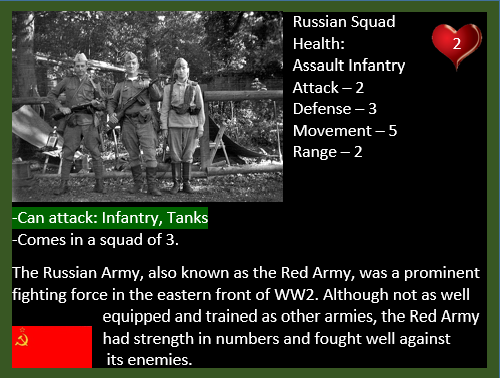 Russian Squad
Health:
2
Assault Infantry
Attack – 2
Defense – 3
Movement – 5
Range – 2
-Can attack: Infantry, Tanks
-Comes in a squad of 3.
The Russian Army, also known as the Red Army, was a prominent
fighting force in the eastern front of WW2. Although not as well
equipped and trained as other armies, the Red Army
had strength in numbers and fought well against
its enemies.